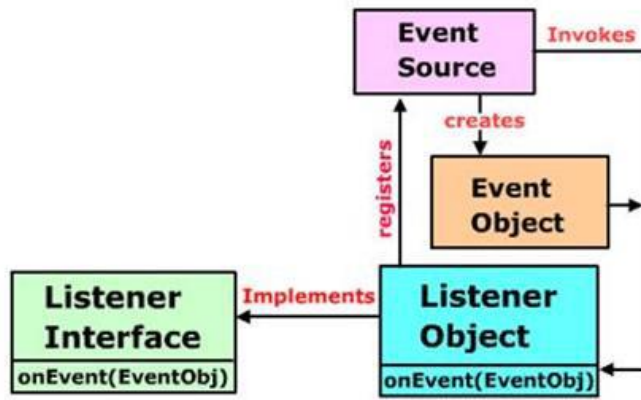 Event
Source
Invokes
creates
registers
Event
Object
Listener
Interface
onEvent(EventObj)
Implements
Listener
Object
onEvent(EventObj)